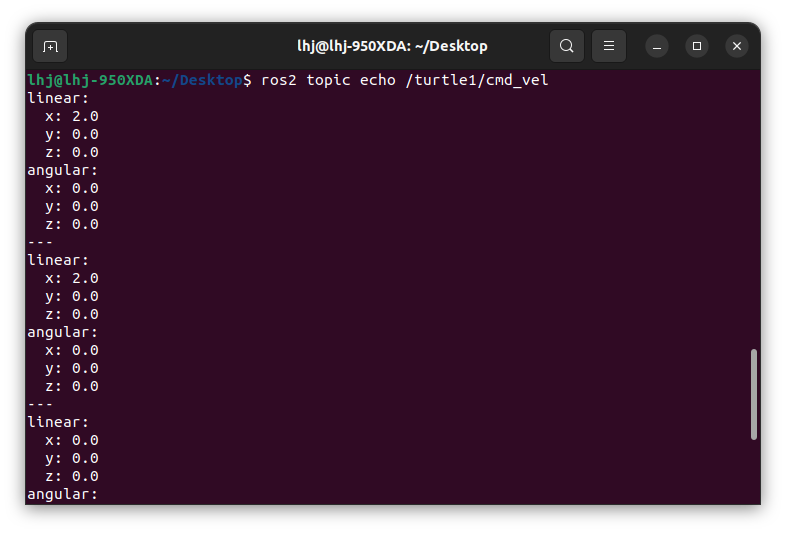 lhj@lhj-950XDA: ~/Desktop
lhj@lhj-950XDA:~/Desktop$ ros2 topic echo /turtle1/cmd_vel
linear:
  x: 2.0
  y: 0.0
  z: 0.0
angular:
  x: 0.0
  y: 0.0
  z: 0.0
---
linear:
  x: 2.0
  y: 0.0
  z: 0.0
angular:
  x: 0.0
  y: 0.0
  z: 0.0
---
linear:
  x: 0.0
  y: 0.0
  z: 0.0
angular: